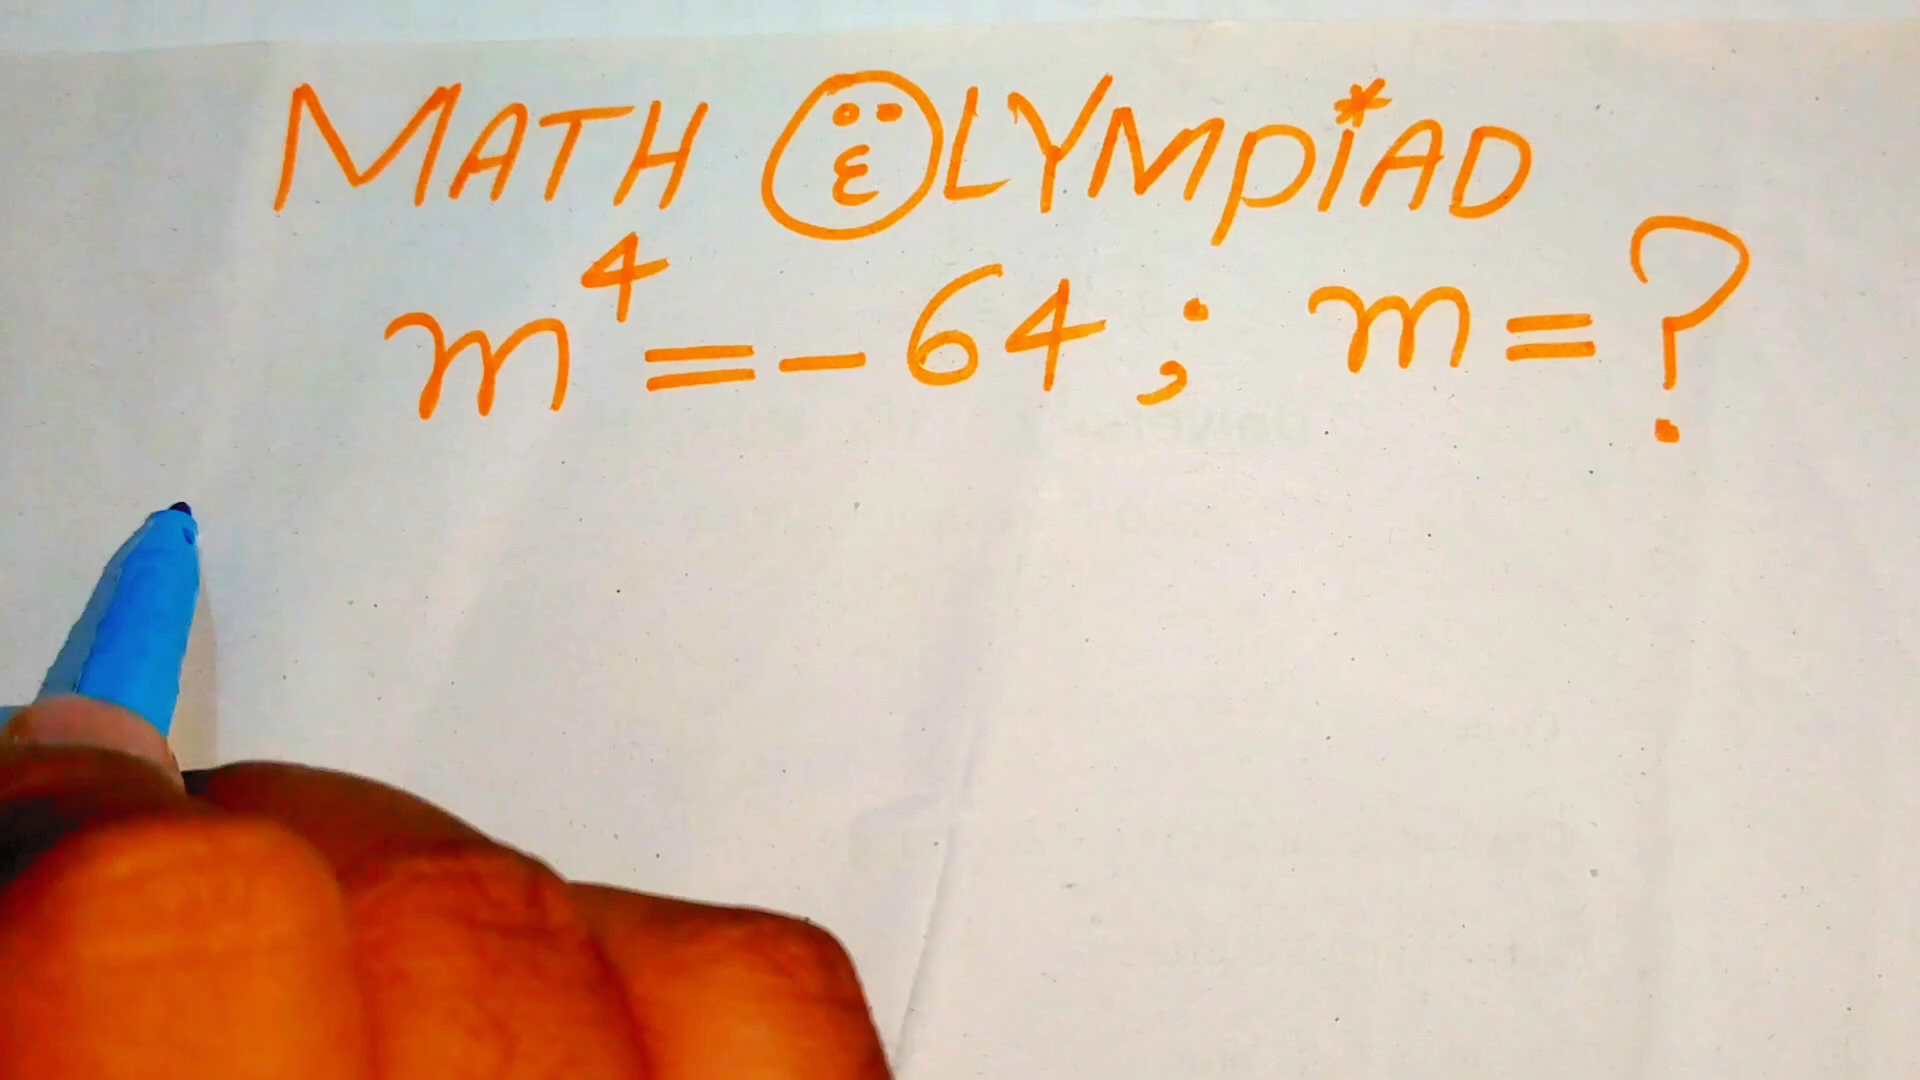 MATH OLYMPiAD
m⁴ = -64 ; m = ?